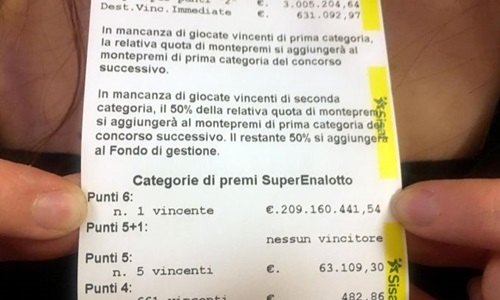 €. 3.005.204,64
Dest.Vinc.Immediate €. 631.092,97
In mancanza di giocate vincenti di prima categoria,
la relativa quota di montepremi si aggiungerà al
montepremi di prima categoria del concorso
successivo.
In mancanza di giocate vincenti di seconda
categoria, il 50% della relativa quota di montepremi
si aggiungerà al montepremi di prima categoria del
concorso successivo. Il restante 50% si aggiungerà
al Fondo di gestione.
Sisal
Categorie di premi SuperEnalotto
Punti 6:
n. 1 vincente €.209.160.441,54
Punti 5+1:
nessun vincitore
Punti 5:
n. 5 vincenti €. 63.109,30
Punti 4:
n. 661 vincenti €. 482,86
Sisal